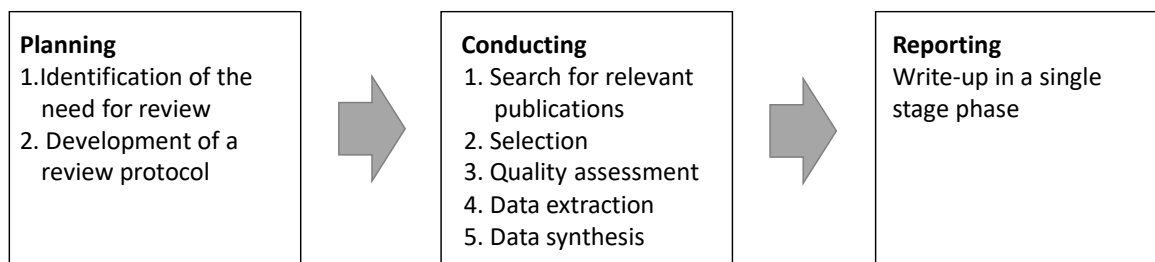 Planning
1.Identification of the
need for review
2. Development of a
review protocol
Conducting
1. Search for relevant
publications
2. Selection
3. Quality assessment
4. Data extraction
5. Data synthesis
Reporting
Write-up in a single
stage phase